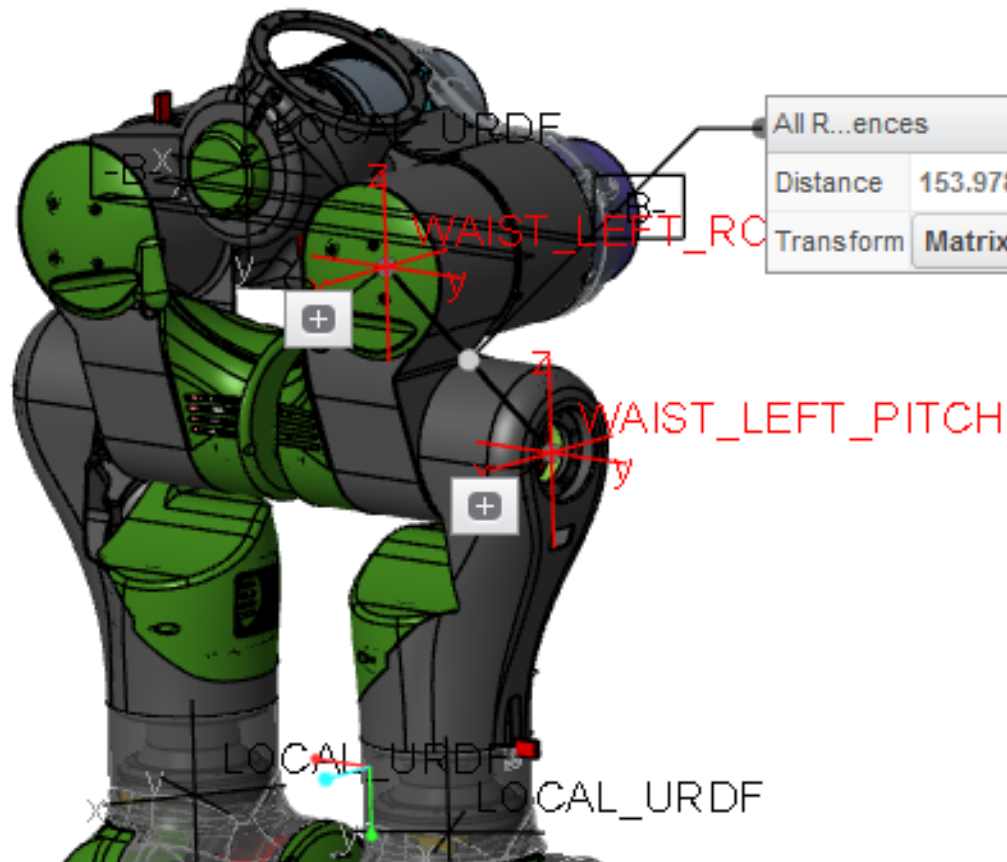 LOCAL_URDF
x
-B-
All R...ences
Distance 153.978
Transform Matrix
z
WAIST_LEFT_RO
y
y
z
WAIST_LEFT_PITCH
y
LOCAL_URDF
LOCAL_URDF
x